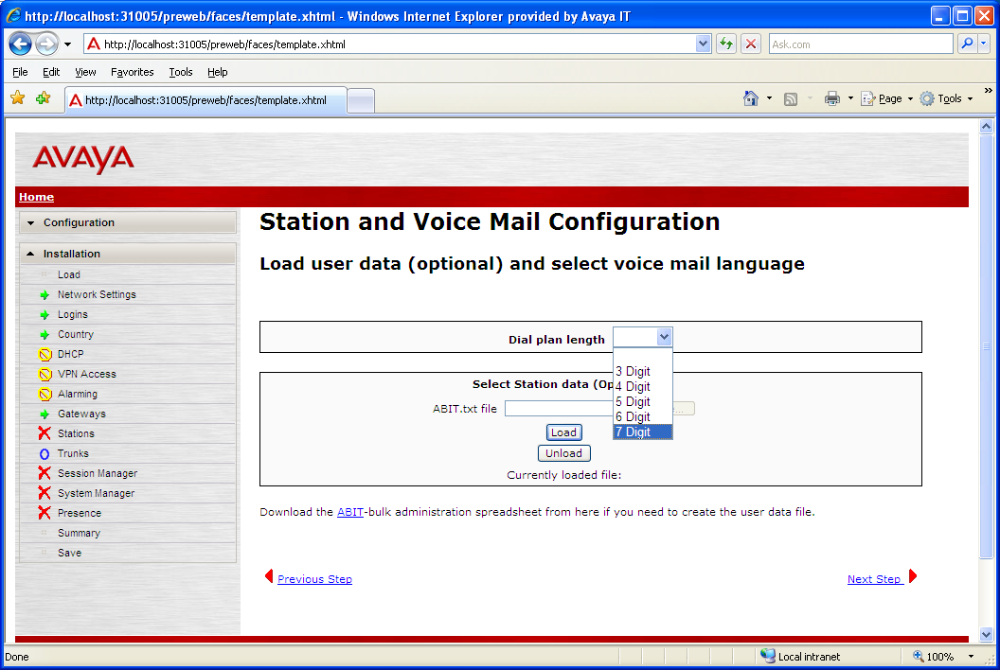 http://localhost:31005/preweb/faces/template.xhtml - Windows Internet Explorer provided by Avaya IT
http://localhost:31005/preweb/faces/template.xhtml
Ask.com
File Edit View Favorites Tools Help
http://localhost:31005/preweb/faces/template.xhtml
Page Tools »
AVAYA
Home
Configuration
Installation
Load
Network Settings
Logins
Country
DHCP
VPN Access
Alarming
Gateways
Stations
Trunks
Session Manager
System Manager
Presence
Summary
Save
Station and Voice Mail Configuration
Load user data (optional) and select voice mail language
Dial plan length
3 Digit
4 Digit
5 Digit
6 Digit
7 Digit
Select Station data (Op
ABIT.txt file
Load
Unload
Currently loaded file:
Download the ABIT-bulk administration spreadsheet from here if you need to create the user data file.
Previous Step
Next Step
Done
Local intranet
100%